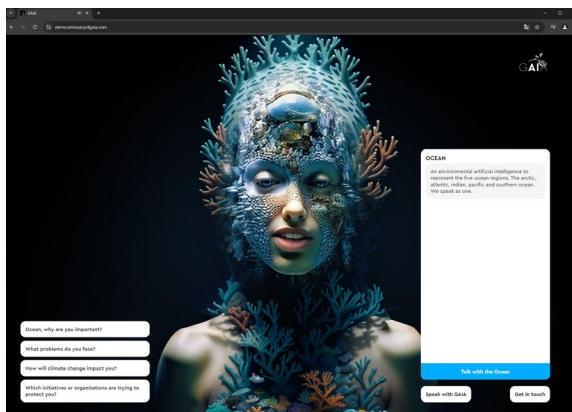 GAIA
demo.emissaryofgaia.com
GAIA
OCEAN
An environmental artificial intelligence to
represent the five ocean regions. The arctic,
atlantic, indian, pacific and southern ocean.
We speak as one.
Ocean, why are you important?
What problems do you face?
How will climate change impact you?
Which initiatives or organizations are trying to
protect you?
Talk with the Ocean
Speak with GAIA
Get in touch